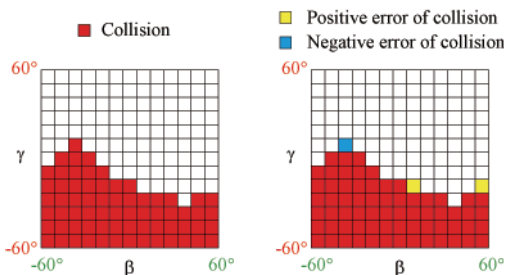 Collision
Positive error of collision
Negative error of collision
60°
γ
-60°
-60°
β
60°
60°
γ
-60°
-60°
β
60°